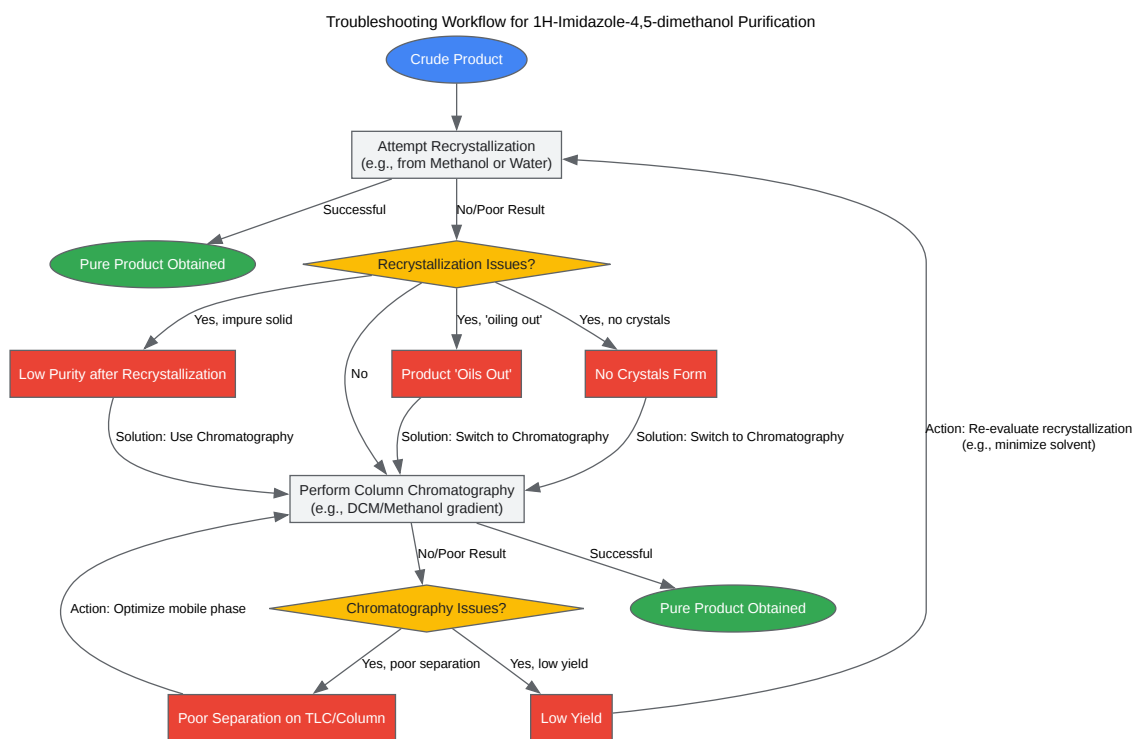 Troubleshooting Workflow for 1H-Imidazole-4,5-dimethanol Purification
Crude Product
Attempt Recrystallization
(e.g., from Methanol or Water)
Successful
No/Poor Result
Pure Product Obtained
Recrystallization Issues?
Yes, impure solid
Yes, 'oiling out'
Yes, no crystals
No
Low Purity after Recrystallization
Product 'Oils Out'
No Crystals Form
Solution: Use Chromatography
Solution: Switch to Chromatography
Solution: Switch to Chromatography
Action: Re-evaluate recrystallization
(e.g., minimize solvent)
Perform Column Chromatography
(e.g., DCM/Methanol gradient)
No/Poor Result
Successful
Action: Optimize mobile phase
Chromatography Issues?
Pure Product Obtained
Yes, poor separation
Yes, low yield
Poor Separation on TLC/Column
Low Yield